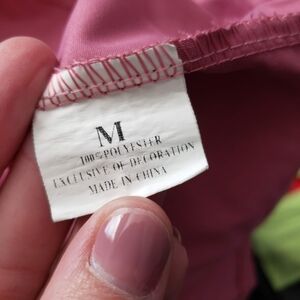 M
100% POLYESTER
EXCLUSIVE OF DECORATION
MADE IN CHINA